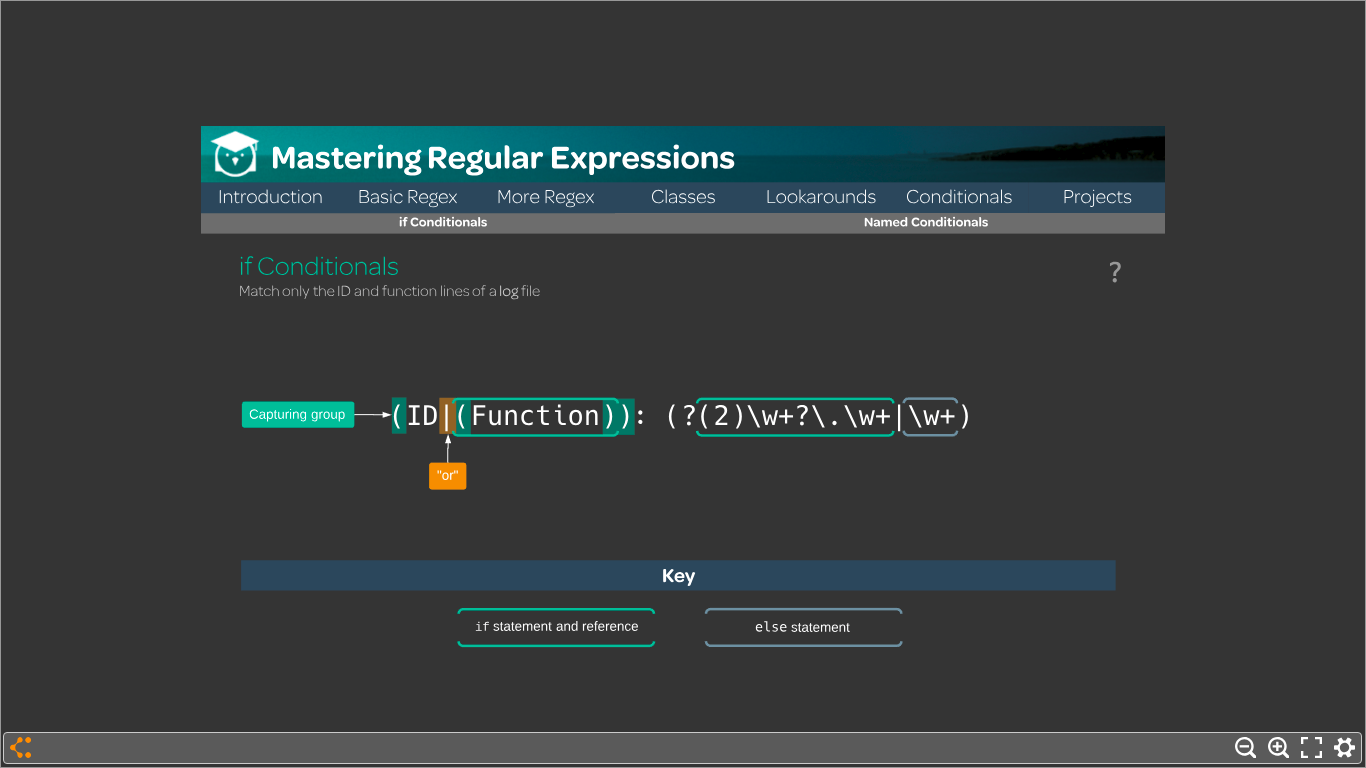 Mastering Regular Expressions
Introduction Basic Regex More Regex Classes Lookarounds Conditionals Projects
if Conditionals Named Conditionals
if Conditionals
?
Match only the ID and function lines of a log file
Capturing group
(ID|(Function)): (?(2)\w+?\.\w+|\w+)
"or"
Key
if statement and reference
else statement